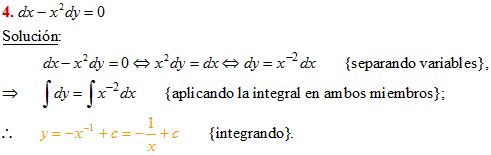 4. dx − x²dy = 0
Solución:
dx − x²dy = 0 ⇔ x²dy = dx ⇔ dy = x⁻²dx {separando variables},
⇒ ∫dy = ∫x⁻²dx {aplicando la integral en ambos miembros};
∴ y = −x⁻¹ + c = −1/x + c {integrando}.